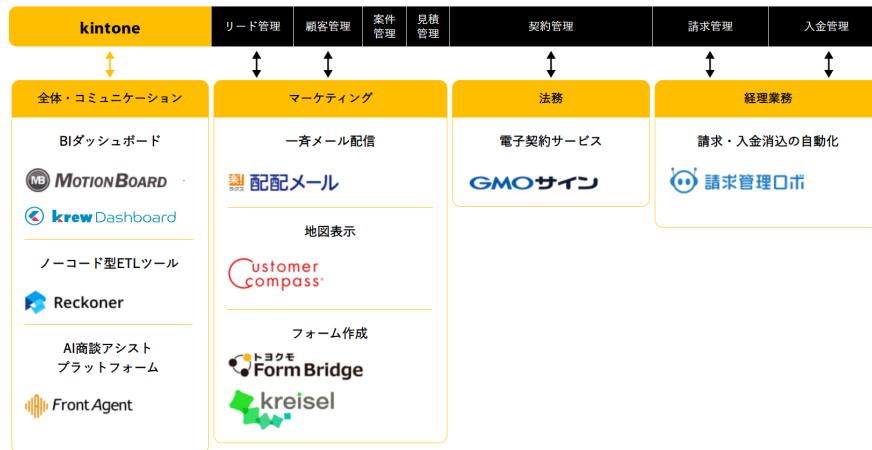 kintone
リード管理
顧客管理
案件
管理
見積
管理
契約管理
請求管理
入金管理
全体・コミュニケーション
BIダッシュボード
MB MOTIONBOARD
krewDashboard
ノーコード型ETLツール
Reckoner
AI商談アシスト
プラットフォーム
Front Agent
マーケティング
一斉メール配信
楽!
ラクス
配配メール
地図表示
Customer
Compass
フォーム作成
トヨクモ
FormBridge
kreisel
法務
電子契約サービス
GMOサイン
経理業務
請求・入金消込の自動化
請求管理ロボ